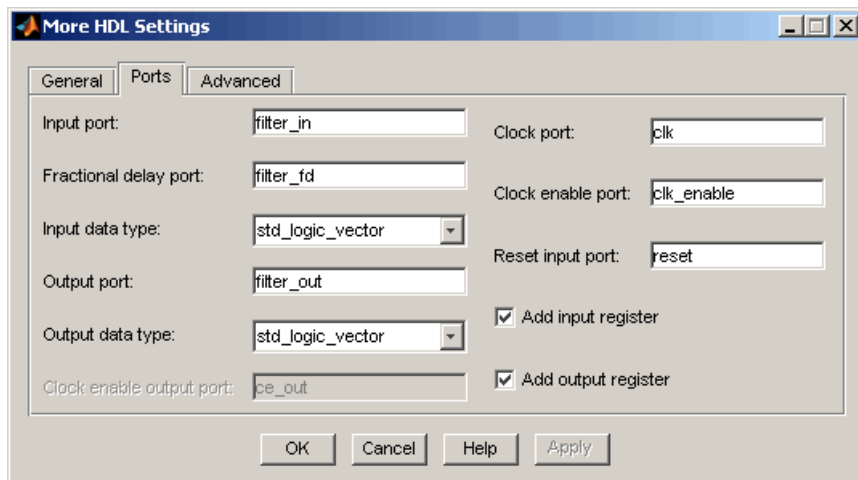 More HDL Settings
General Ports Advanced
Input port: filter_in
Fractional delay port: filter_fd
Input data type: std_logic_vector
Output port: filter_out
Output data type: std_logic_vector
Clock enable output port: ce_out
Clock port: clk
Clock enable port: clk_enable
Reset input port: reset
Add input register
Add output register
OK Cancel Help Apply